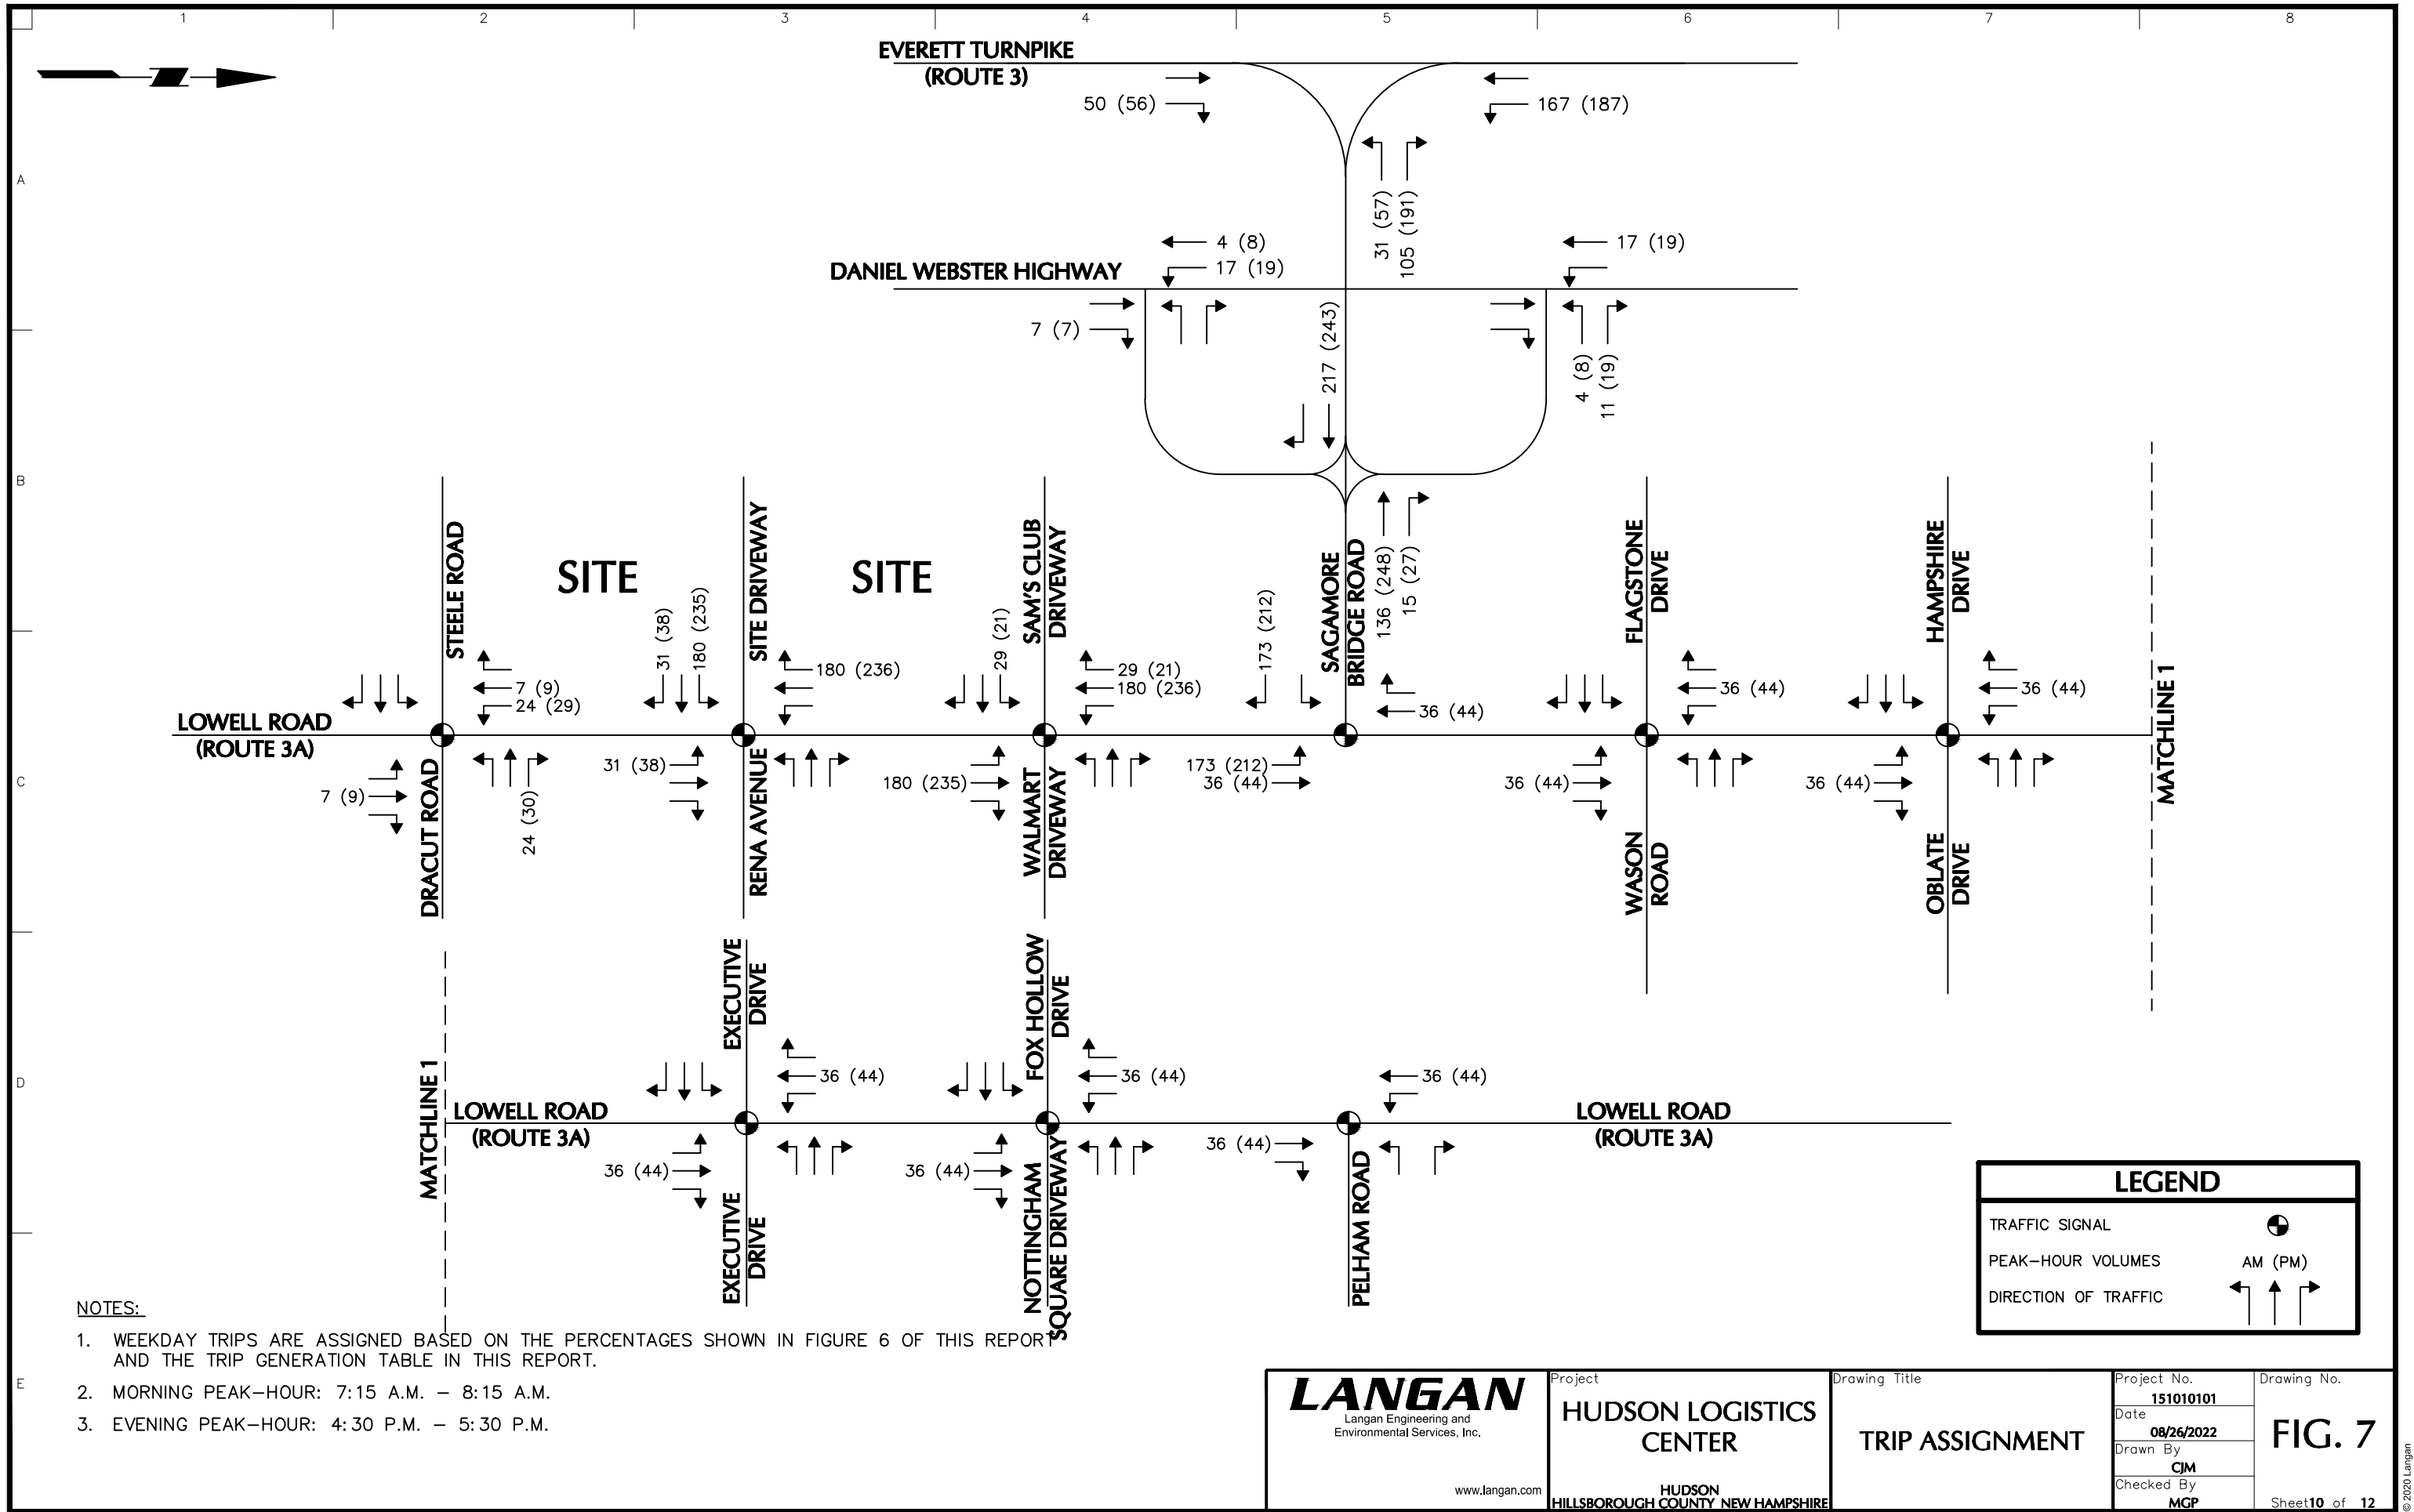 1 2 3 4 5 6 7 8
A
B
C
D
E
EVERETT TURNPIKE
(ROUTE 3)
50 (56)
167 (187)
31 (57)
105 (191)
DANIEL WEBSTER HIGHWAY
4 (8)
17 (19)
17 (19)
7 (7)
217 (243)
4 (8)
11 (19)
STEELE ROAD
SITE
SITE DRIVEWAY
SITE
SAM'S CLUB
DRIVEWAY
SAGAMORE
BRIDGE ROAD
136 (248)
15 (27)
FLAGSTONE
DRIVE
HAMPSHIRE
DRIVE
MATCHLINE 1
LOWELL ROAD
(ROUTE 3A)
7 (9)
24 (29)
31 (38)
180 (235)
180 (236)
29 (21)
29 (21)
180 (236)
173 (212)
36 (44)
36 (44)
36 (44)
7 (9)
24 (30)
31 (38)
180 (235)
173 (212)
36 (44)
36 (44)
36 (44)
DRACUT ROAD
RENA AVENUE
WALMART
DRIVEWAY
WASON
ROAD
OBLATE
DRIVE
MATCHLINE 1
EXECUTIVE
DRIVE
FOX HOLLOW
DRIVE
36 (44)
36 (44)
36 (44)
LOWELL ROAD
(ROUTE 3A)
LOWELL ROAD
(ROUTE 3A)
36 (44)
36 (44)
36 (44)
EXECUTIVE
DRIVE
NOTTINGHAM
SQUARE DRIVEWAY
PELHAM ROAD
LEGEND
TRAFFIC SIGNAL
PEAK-HOUR VOLUMES AM (PM)
DIRECTION OF TRAFFIC
NOTES:
1. WEEKDAY TRIPS ARE ASSIGNED BASED ON THE PERCENTAGES SHOWN IN FIGURE 6 OF THIS REPORT
AND THE TRIP GENERATION TABLE IN THIS REPORT.
2. MORNING PEAK-HOUR: 7:15 A.M. - 8:15 A.M.
3. EVENING PEAK-HOUR: 4:30 P.M. - 5:30 P.M.
LANGAN
Langan Engineering and
Environmental Services, Inc.
www.langan.com
Project
HUDSON LOGISTICS
CENTER
HUDSON
HILLSBOROUGH COUNTY NEW HAMPSHIRE
Drawing Title
TRIP ASSIGNMENT
Project No.
151010101
Date
08/26/2022
Drawn By
CJM
Checked By
MGP
Drawing No.
FIG. 7
Sheet 10 of 12
© 2020 Langan